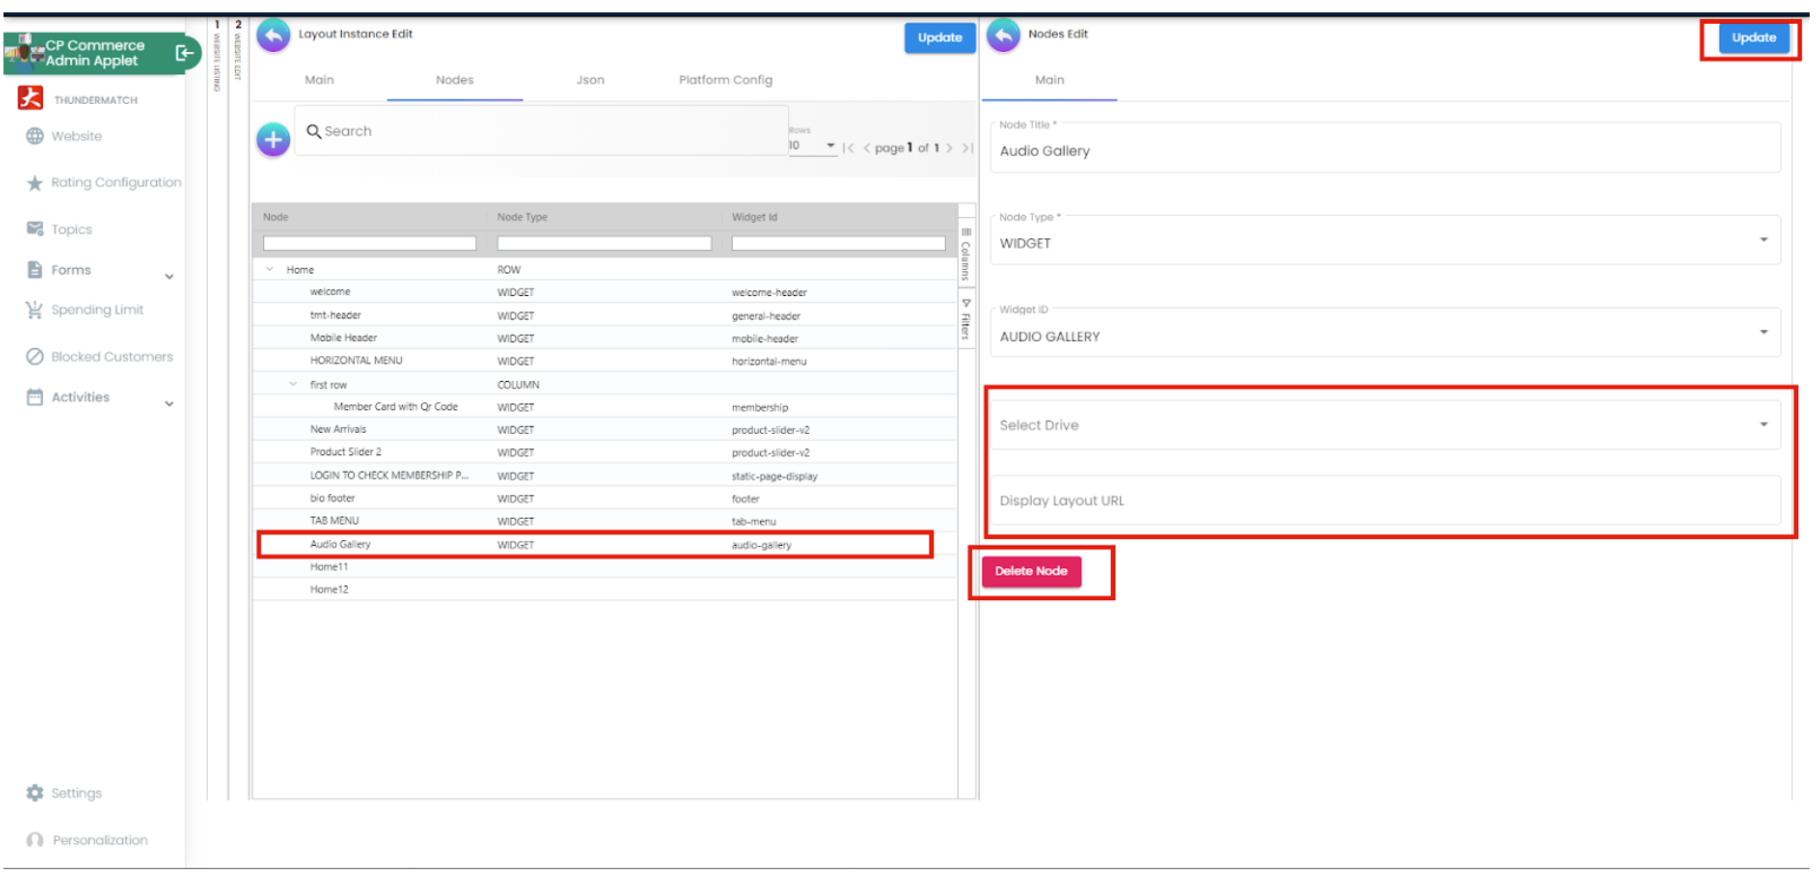 CP Commerce
Admin Applet
THUNDERMATCH
Website
Rating Configuration
Topics
Forms
Spending Limit
Blocked Customers
Activities
Settings
Personalization
1 WEBSITE LISTING
2 WEBSITE EDIT
Layout Instance Edit
Update
Main Nodes Json Platform Config
Search
Rows
10
page 1 of 1
Node Node Type Widget Id
Home ROW
welcome WIDGET welcome-header
tmt-header WIDGET general-header
Mobile Header WIDGET mobile-header
HORIZONTAL MENU WIDGET horizontal-menu
first row COLUMN
Member Card with Qr Code WIDGET membership
New Arrivals WIDGET product-slider-v2
Product Slider 2 WIDGET product-slider-v2
LOGIN TO CHECK MEMBERSHIP P... WIDGET static-page-display
bio footer WIDGET footer
TAB MENU WIDGET tab-menu
Audio Gallery WIDGET audio-gallery
Home11
Home12
Columns
Filters
Nodes Edit
Update
Main
Node Title *
Audio Gallery
Node Type *
WIDGET
Widget ID
AUDIO GALLERY
Select Drive
Display Layout URL
Delete Node